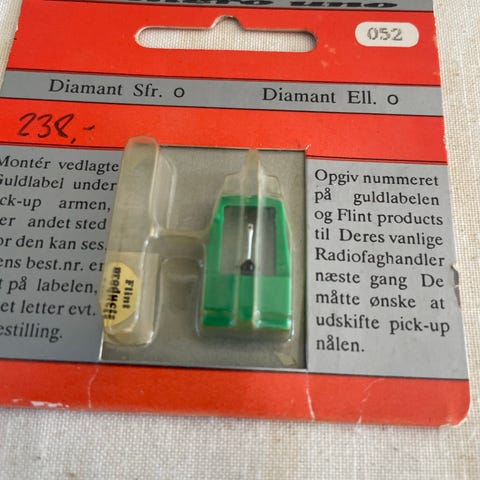 052
Diamant Sfr. O
Diamant Ell. O
238,-
Montér vedlagte
Guldlabel under
ck-up armen,
er andet sted
or den kan ses.
ens best.nr. er
t på labelen,
et letter evt.
estilling.
Flint
products
Opgiv nummeret
på guldlabelen
og Flint products
til Deres vanlige
Radiofaghandler
næste gang De
måtte ønske at
udskifte pick-up
nålen.